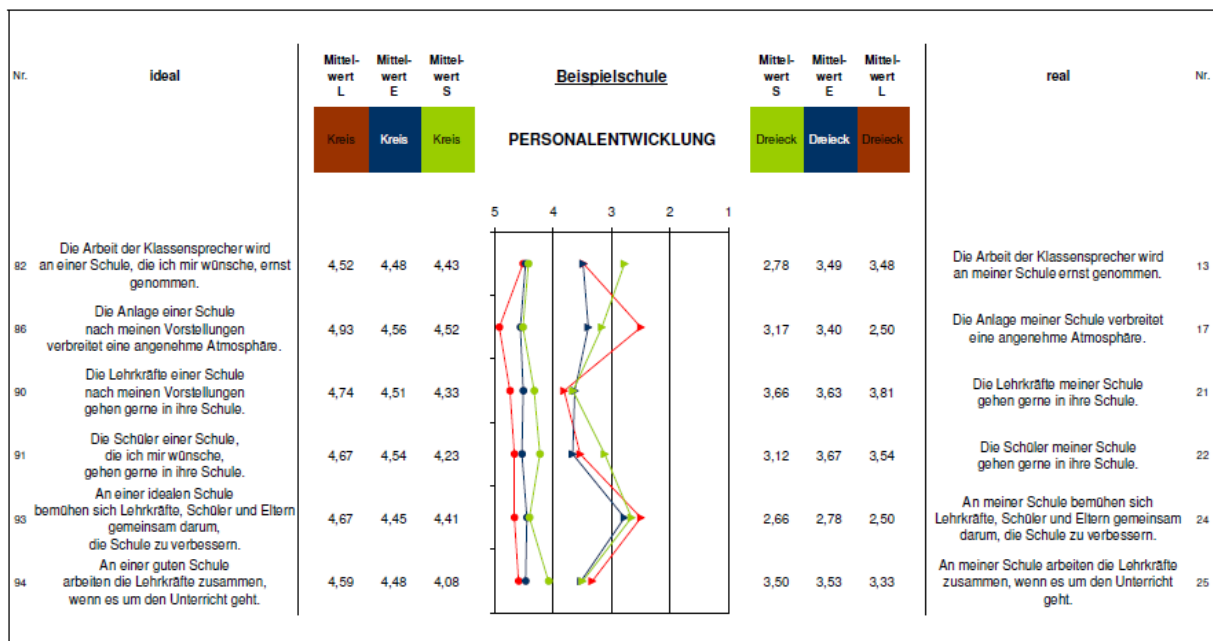 Nr. ideal Mittel- Mittel- Mittel- Beispielschule Mittel- Mittel- Mittel- real Nr.
wert wert wert wert wert wert
L E S S E L
Kreis Kreis Kreis PERSONALENTWICKLUNG Dreieck Dreieck Dreieck
5 4 3 2 1
82 Die Arbeit der Klassensprecher wird
an einer Schule, die ich mir wünsche, ernst
genommen.
4,52 4,48 4,43 2,78 3,49 3,48
Die Arbeit der Klassensprecher wird
an meiner Schule ernst genommen. 13
86 Die Anlage einer Schule
nach meinen Vorstellungen
verbreitet eine angenehme Atmosphäre.
4,93 4,56 4,52 3,17 3,40 2,50
Die Anlage meiner Schule verbreitet
eine angenehme Atmosphäre. 17
90 Die Lehrkräfte einer Schule
nach meinen Vorstellungen
gehen gerne in ihre Schule.
4,74 4,51 4,33 3,66 3,63 3,81
Die Lehrkräfte meiner Schule
gehen gerne in ihre Schule. 21
91 Die Schüler einer Schule,
die ich mir wünsche,
gehen gerne in ihre Schule.
4,67 4,54 4,23 3,12 3,67 3,54
Die Schüler meiner Schule
gehen gerne in ihre Schule. 22
93 An einer idealen Schule
bemühen sich Lehrkräfte, Schüler und Eltern
gemeinsam darum,
die Schule zu verbessern.
4,67 4,45 4,41 2,66 2,78 2,50
An meiner Schule bemühen sich
Lehrkräfte, Schüler und Eltern gemeinsam
darum, die Schule zu verbessern. 24
94 An einer guten Schule
arbeiten die Lehrkräfte zusammen,
wenn es um den Unterricht geht.
4,59 4,48 4,08 3,50 3,53 3,33
An meiner Schule arbeiten die Lehrkräfte
zusammen, wenn es um den Unterricht
geht. 25